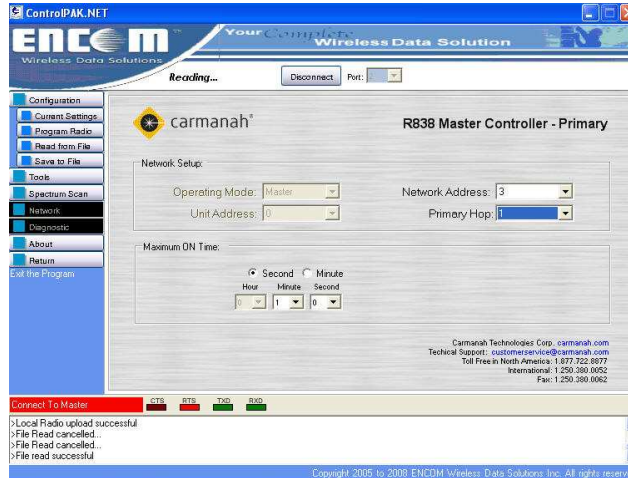 ControlPAK.NET
ENCOM
Wireless Data Solutions
Your Complete
Wireless Data Solution
Reading...
Disconnect
Port:
Configuration
Current Settings
Program Radio
Read from File
Save to File
Tools
Spectrum Scan
Network
Diagnostic
About
Return
Exit the Program
carmanah
R838 Master Controller - Primary
Network Setup:
Operating Mode: Master
Network Address: 3
Unit Address: 0
Primary Hop: 1
Maximum ON Time:
Second Minute
Hour Minute Second
0 1 0
Carmanah Technologies Corp. carmanah.com
Techical Support: customerservice@carmanah.com
Toll Free in North America: 1.877.722.8877
International: 1.250.380.0052
Fax: 1.250.380.0062
Connect To Master
CTS RTS TXD RXD
>Local Radio upload successful
>File Read cancelled...
>File Read cancelled...
>File read successful
Copyright 2005 to 2008 ENCOM Wireless Data Solutions Inc. All rights reserv